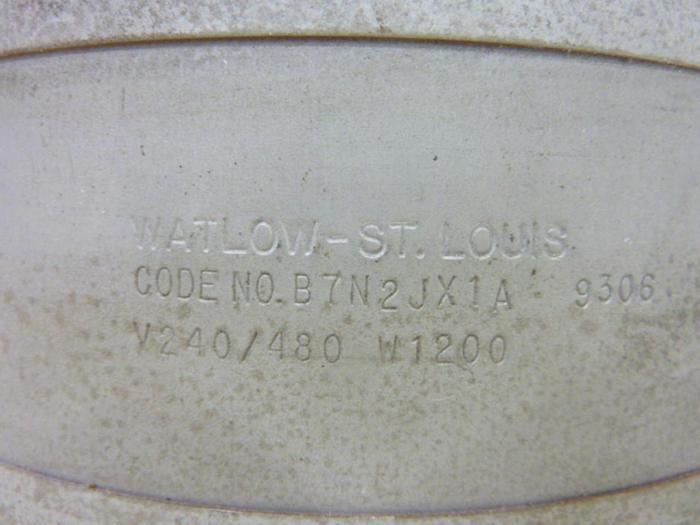 WATLOW-ST. LOUIS
CODE NO. B7N2JX1A 9306
V240/480 W1200